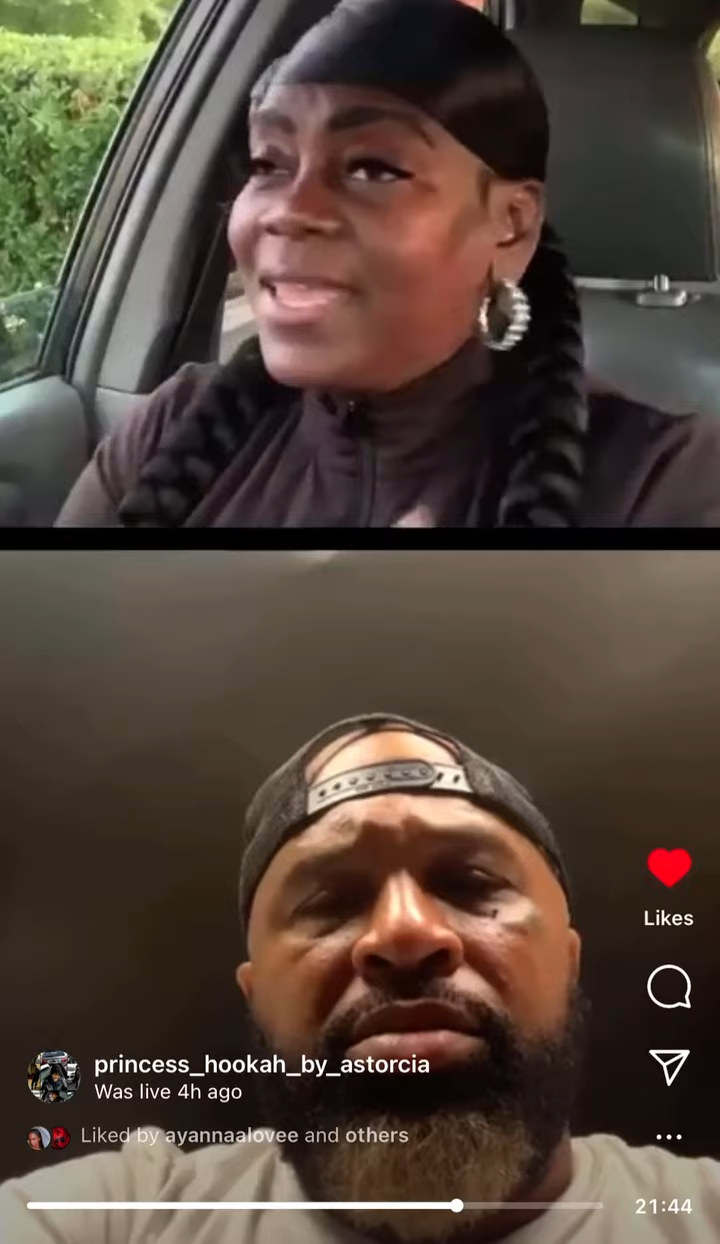 Likes
princess_hookah_by_astorcia
Was live 4h ago
Liked by ayannaalovee and others
21:44